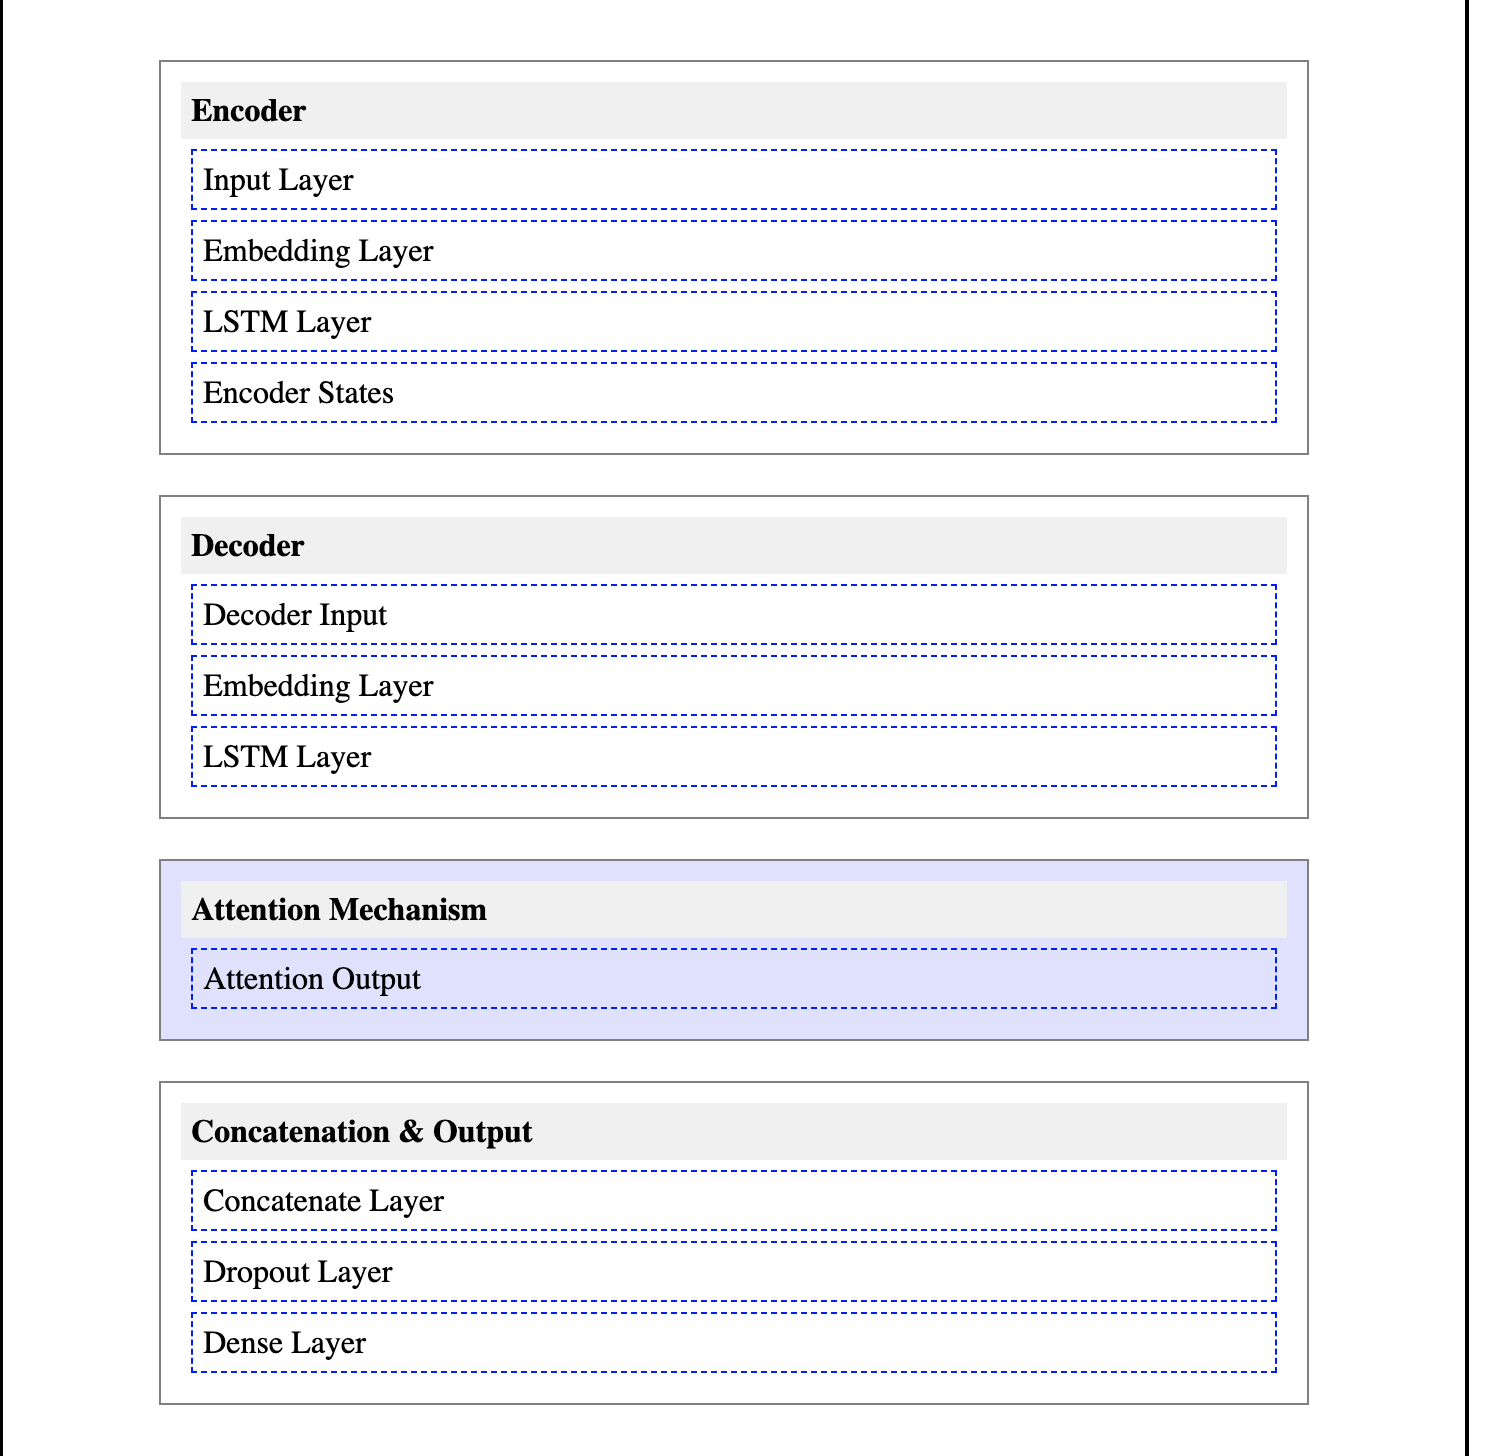 Encoder
Input Layer
Embedding Layer
LSTM Layer
Encoder States
Decoder
Decoder Input
Embedding Layer
LSTM Layer
Attention Mechanism
Attention Output
Concatenation & Output
Concatenate Layer
Dropout Layer
Dense Layer